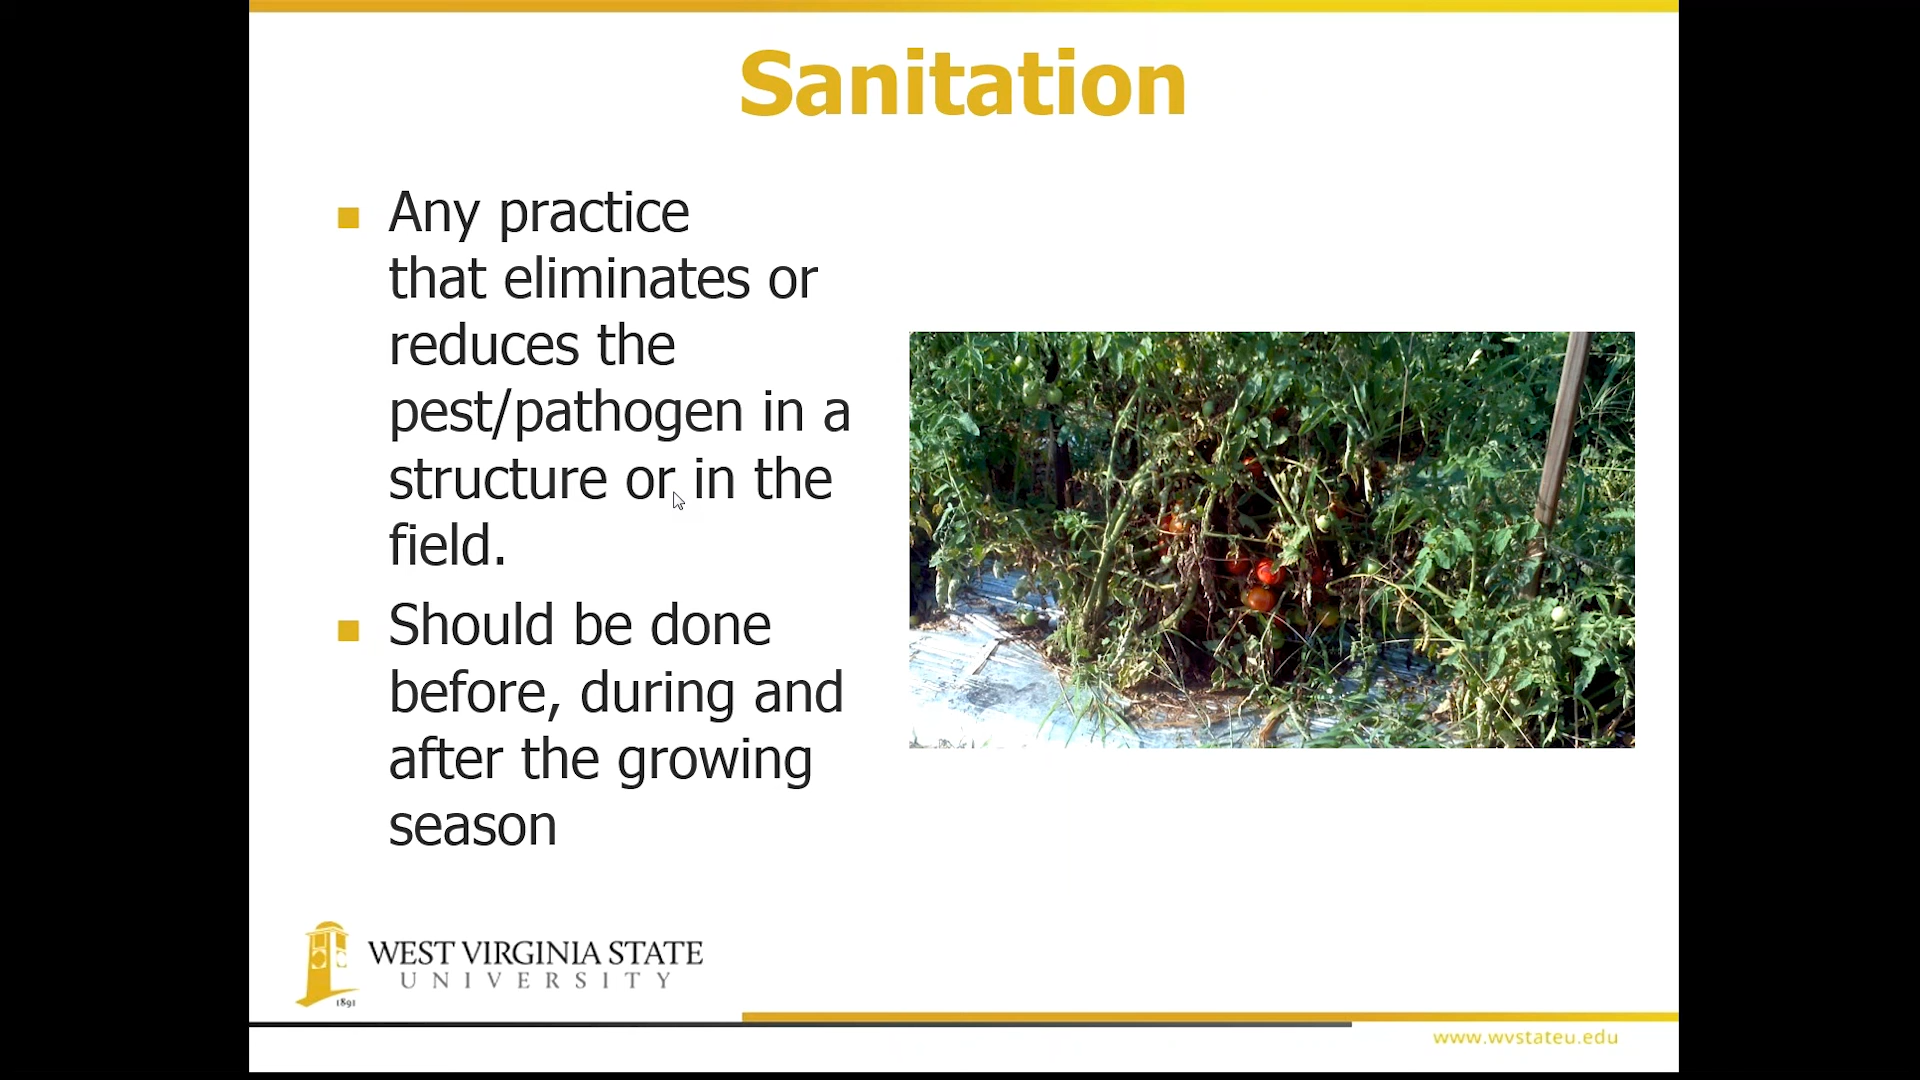 Sanitation
Any practice
that eliminates or
reduces the
pest/pathogen in a
structure or in the
field.
Should be done
before, during and
after the growing
season
WEST VIRGINIA STATE
UNIVERSITY
1891
www.wvstateu.edu